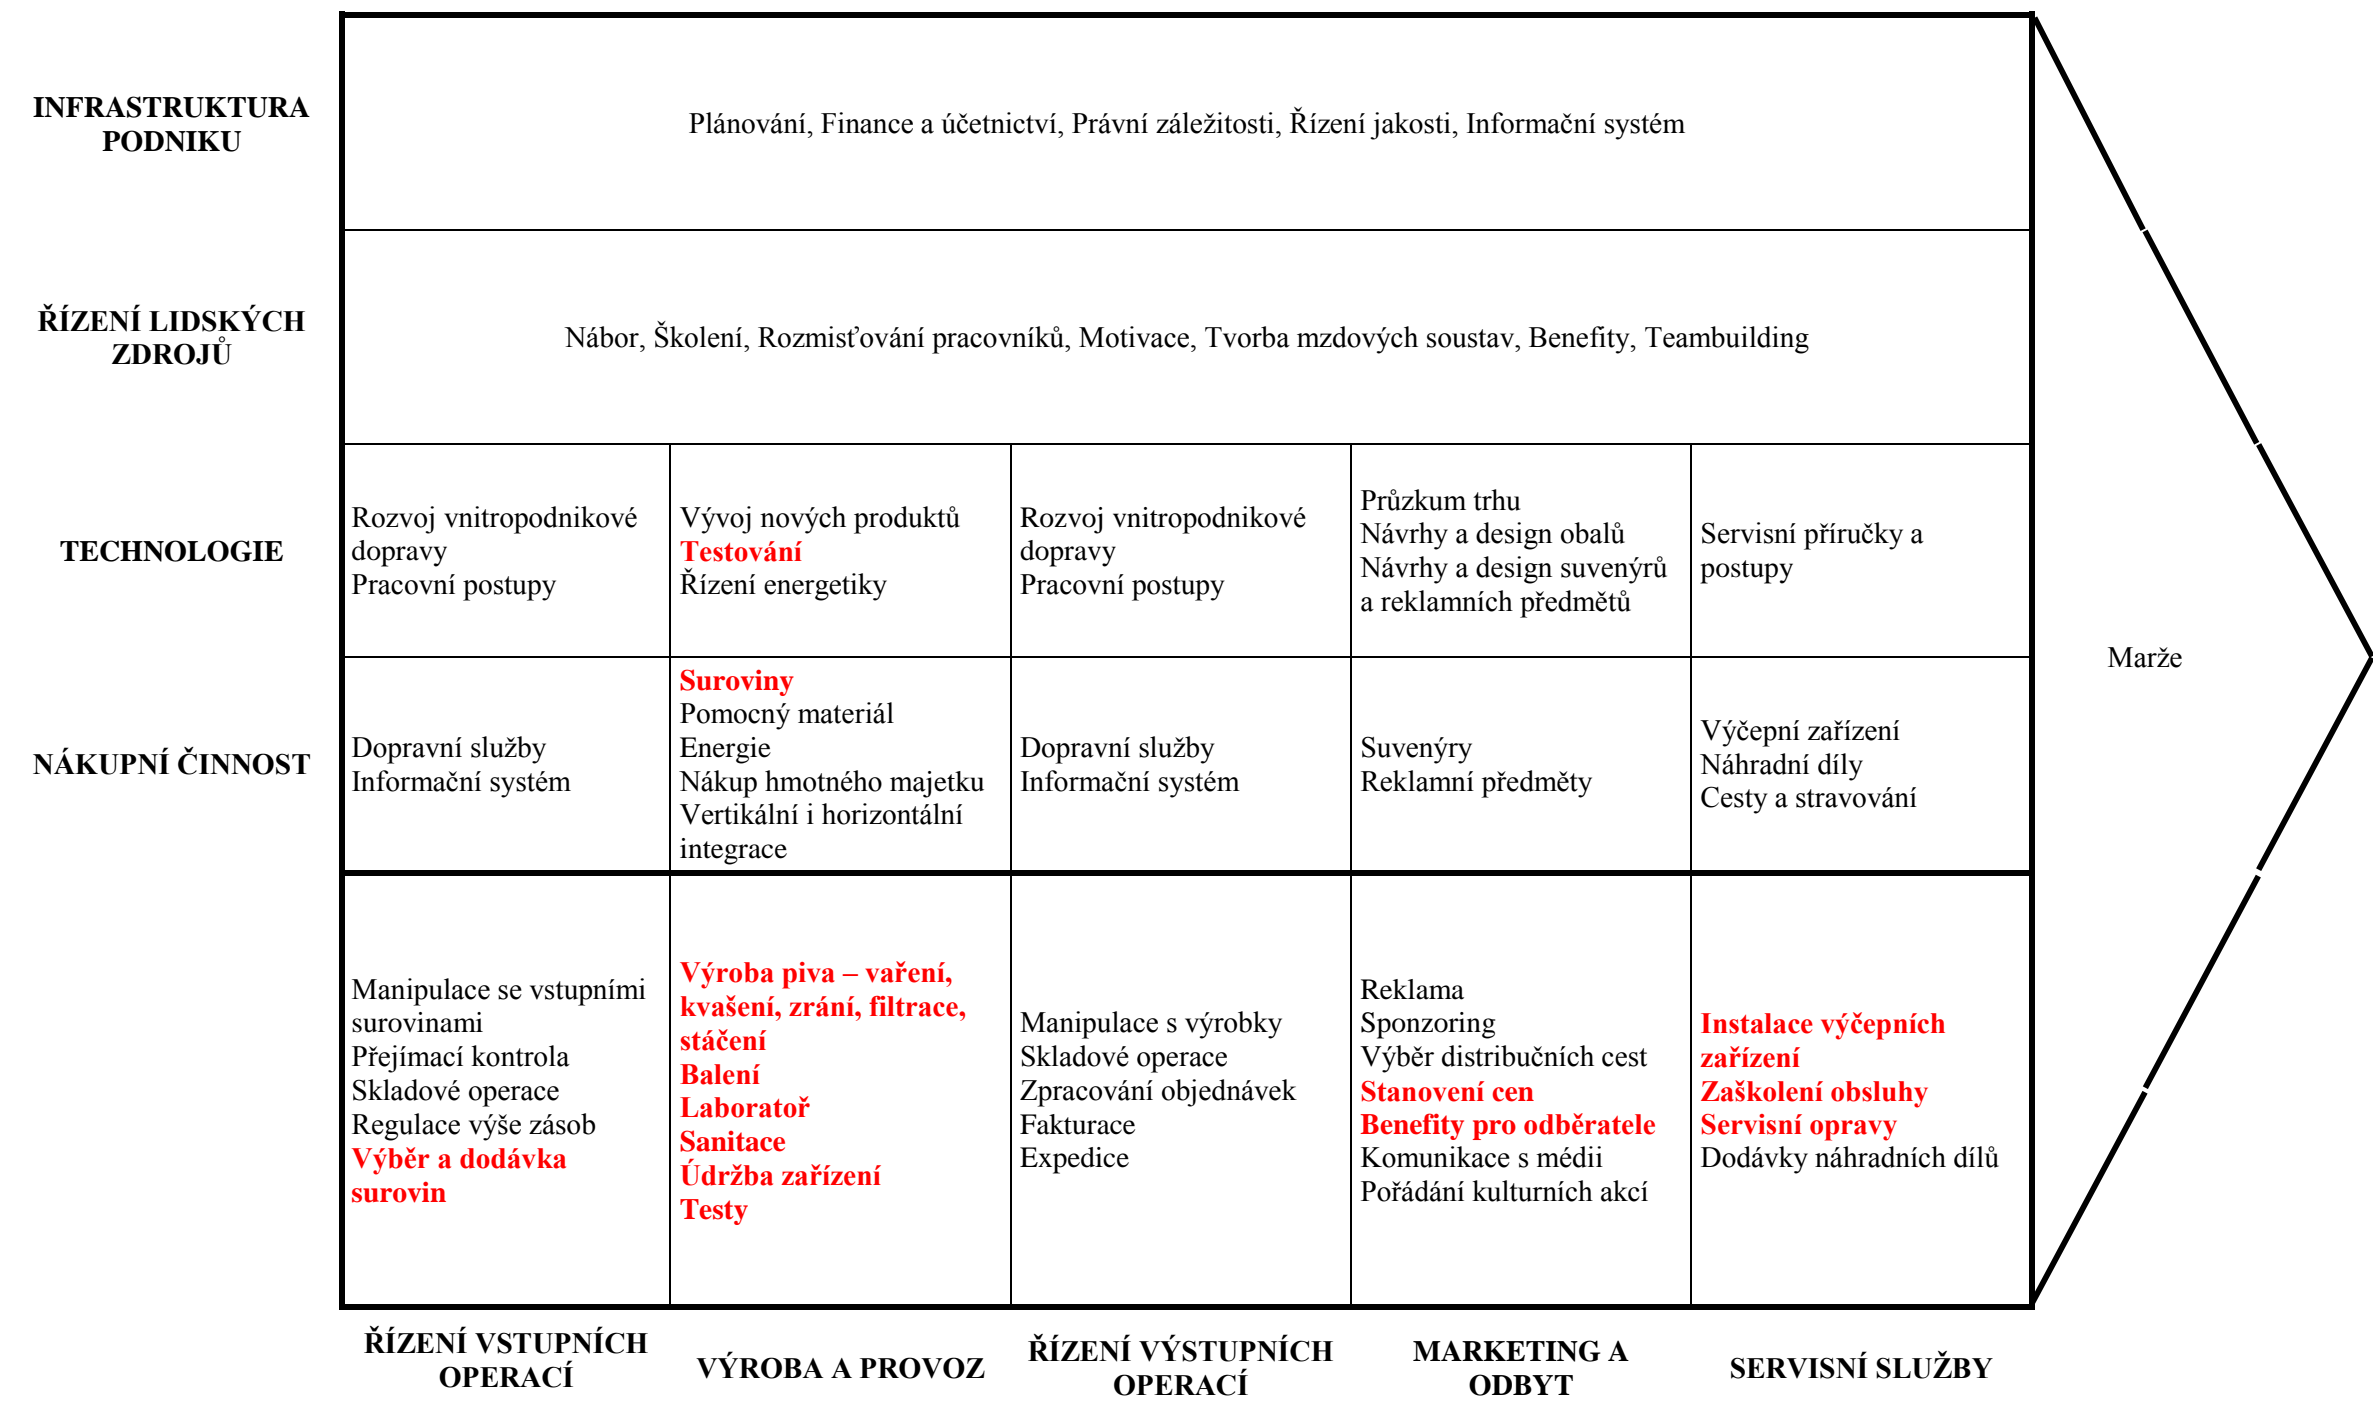 INFRASTRUKTURA
PODNIKU
Plánování, Finance a účetnictví, Právní záležitosti, Řízení jakosti, Informační systém
ŘÍZENÍ LIDSKÝCH
ZDROJŮ
Nábor, Školení, Rozmisťování pracovníků, Motivace, Tvorba mzdových soustav, Benefity, Teambuilding
TECHNOLOGIE
Rozvoj vnitropodnikové
dopravy
Pracovní postupy
Vývoj nových produktů
Testování
Řízení energetiky
Rozvoj vnitropodnikové
dopravy
Pracovní postupy
Průzkum trhu
Návrhy a design obalů
Návrhy a design suvenýrů
a reklamních předmětů
Servisní příručky a
postupy
Marže
NÁKUPNÍ ČINNOST
Dopravní služby
Informační systém
Suroviny
Pomocný materiál
Energie
Nákup hmotného majetku
Vertikální i horizontální
integrace
Dopravní služby
Informační systém
Suvenýry
Reklamní předměty
Výčepní zařízení
Náhradní díly
Cesty a stravování
Manipulace se vstupními
surovinami
Přejímací kontrola
Skladové operace
Regulace výše zásob
Výběr a dodávka
surovin
Výroba piva – vaření,
kvašení, zrání, filtrace,
stáčení
Balení
Laboratoř
Sanitace
Údržba zařízení
Testy
Manipulace s výrobky
Skladové operace
Zpracování objednávek
Fakturace
Expedice
Reklama
Sponzoring
Výběr distribučních cest
Stanovení cen
Benefity pro odběratele
Komunikace s médii
Pořádání kulturních akcí
Instalace výčepních
zařízení
Zaškolení obsluhy
Servisní opravy
Dodávky náhradních dílů
ŘÍZENÍ VSTUPNÍCH
OPERACÍ
VÝROBA A PROVOZ
ŘÍZENÍ VÝSTUPNÍCH
OPERACÍ
MARKETING A
ODBYT
SERVISNÍ SLUŽBY